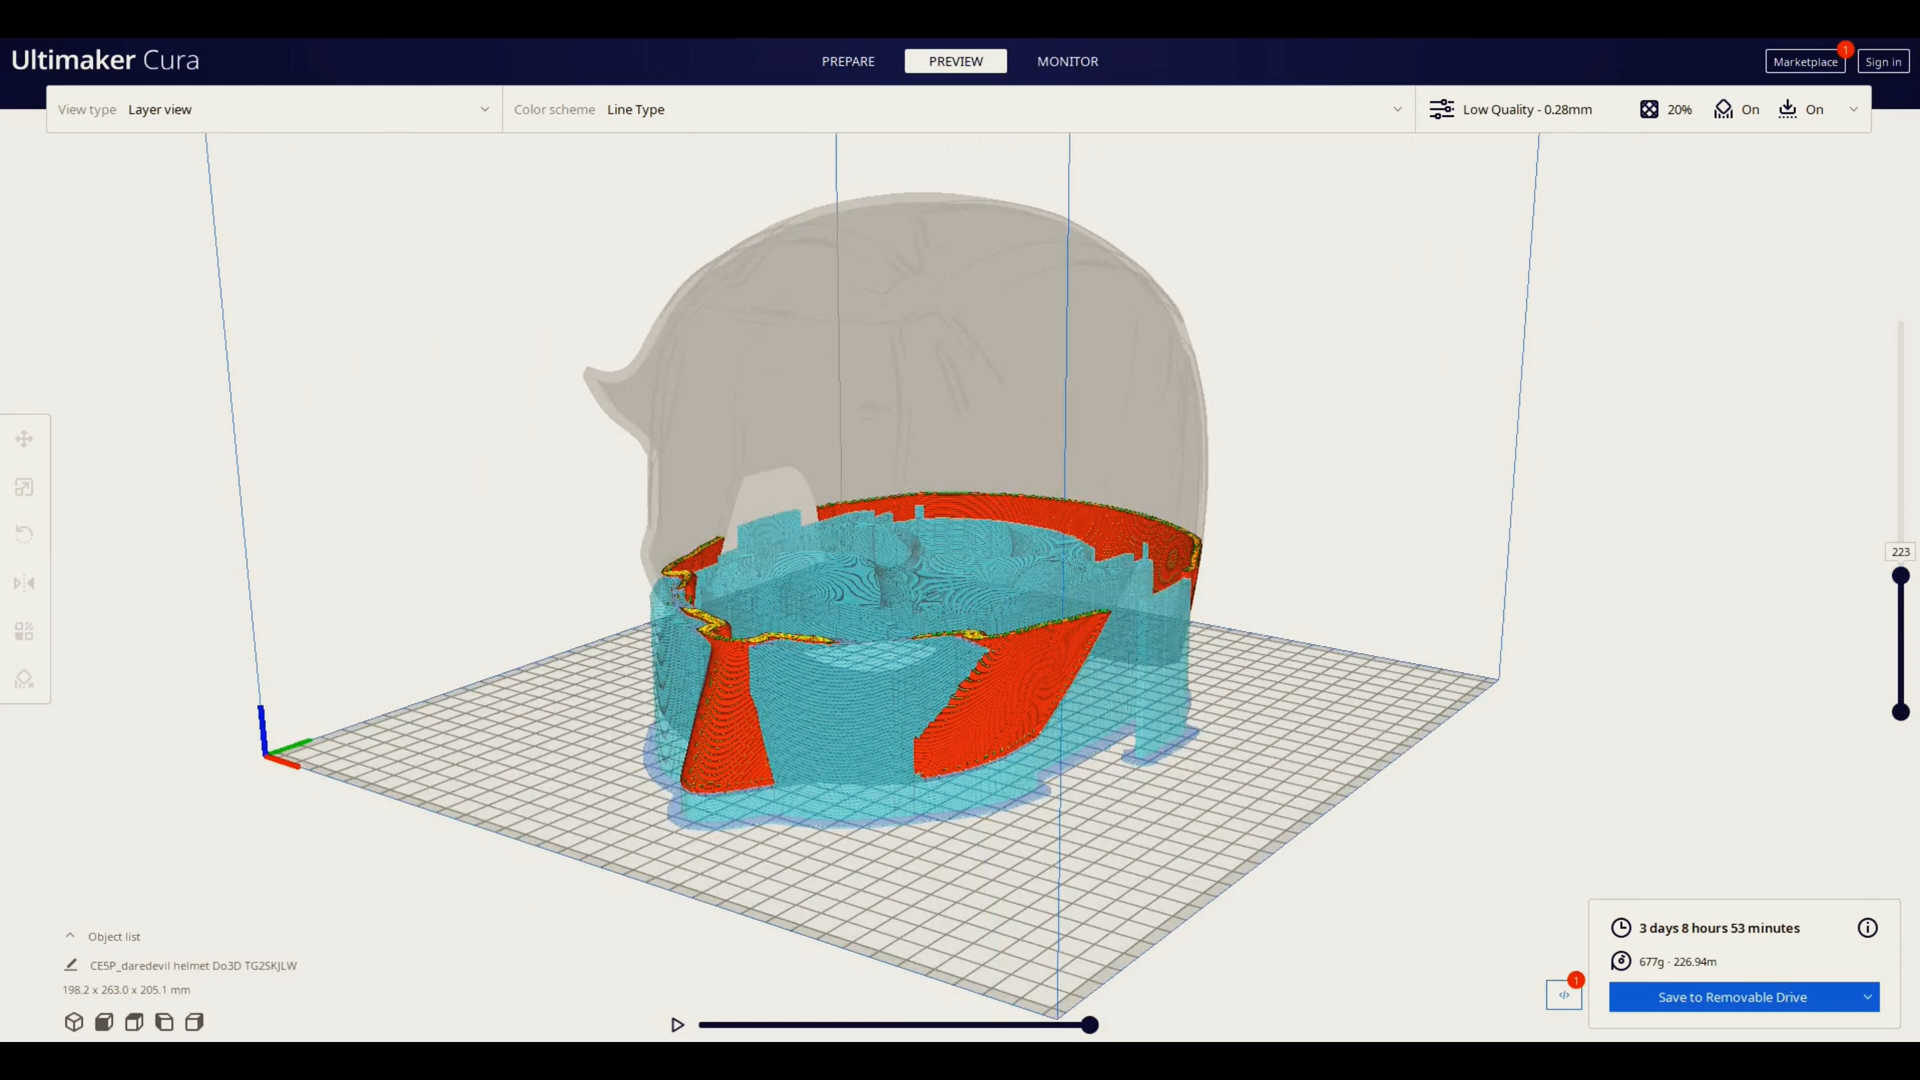 Ultimaker Cura
PREPARE
PREVIEW
MONITOR
Marketplace
1
Sign in
View type Layer view
Color scheme Line Type
Low Quality - 0.28mm
20%
On
On
223
Object list
CE5P_daredevil helmet Do3D TG2SKJLW
198.2 x 263.0 x 205.1 mm
3 days 8 hours 53 minutes
677g · 226.94m
1
</>
Save to Removable Drive